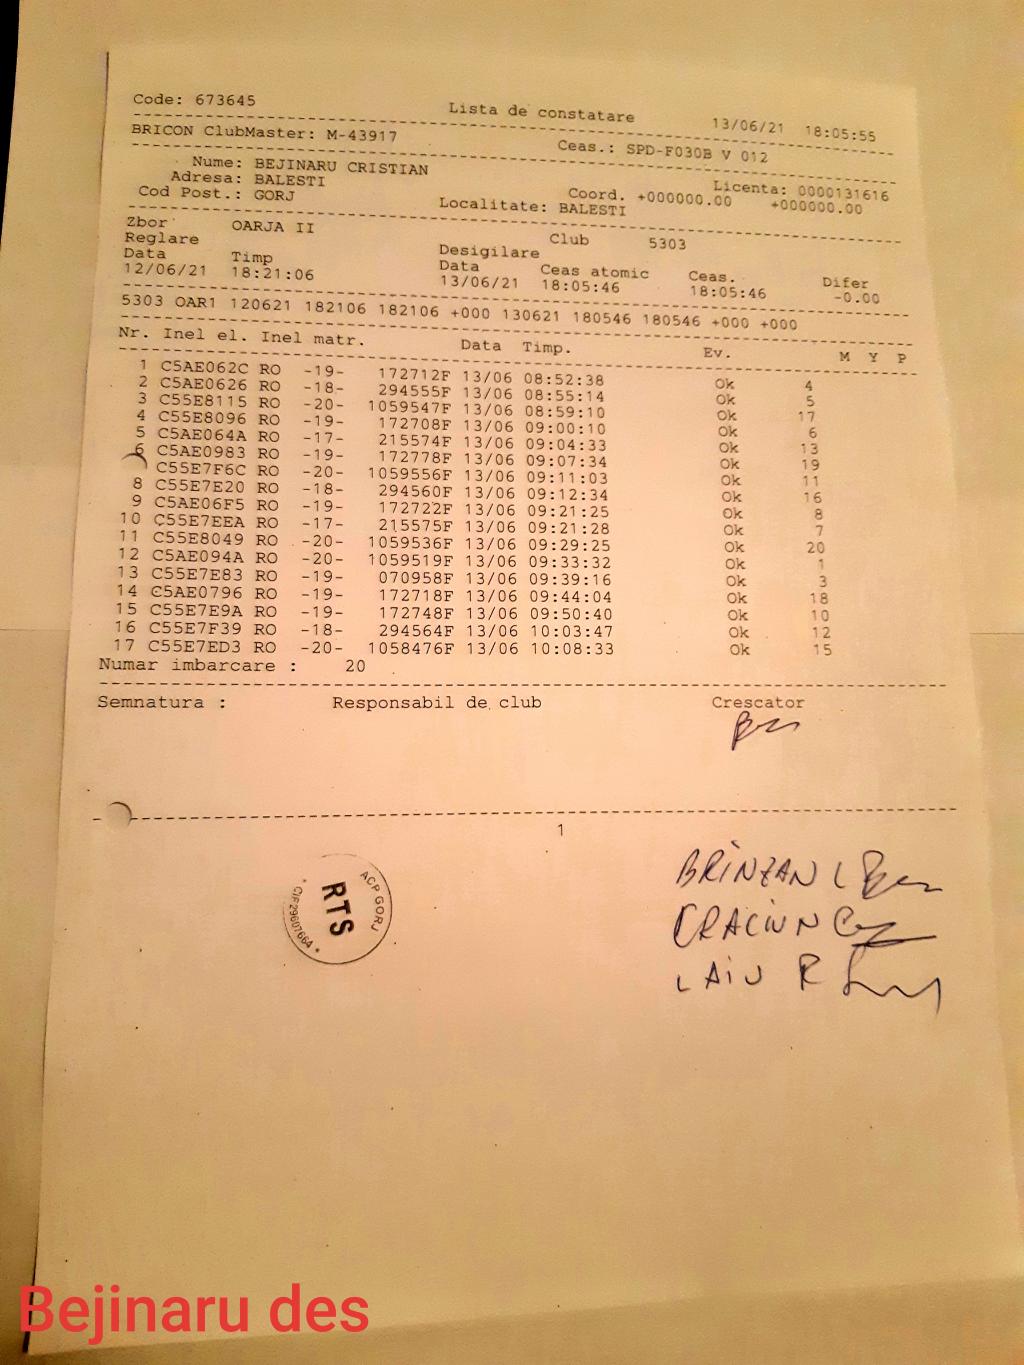 Code: 673645 Lista de constatare 13/06/21 18:05:55
BRICON ClubMaster: M-43917 Ceas.: SPD-F030B V 012
Nume: BEJINARU CRISTIAN Licenta: 0000131616
Adresa: BALESTI Coord. +000000.00 +000000.00
Cod Post.: GORJ Localitate: BALESTI
Zbor OARJA II Club 5303
Reglare Desigilare
Data Timp Data Ceas atomic Ceas. Difer
12/06/21 18:21:06 13/06/21 18:05:46 18:05:46 -0.00
5303 OAR1 120621 182106 182106 +000 130621 180546 180546 +000 +000
Nr. Inel el. Inel matr. Data Timp. Ev. M Y P
1 C5AE062C RO -19- 172712F 13/06 08:52:38 Ok 4
2 C5AE0626 RO -18- 294555F 13/06 08:55:14 Ok 5
3 C55E8115 RO -20- 1059547F 13/06 08:59:10 Ok 17
4 C55E8096 RO -19- 172708F 13/06 09:00:10 Ok 6
5 C5AE064A RO -17- 215574F 13/06 09:04:33 Ok 13
6 C5AE0983 RO -19- 172778F 13/06 09:07:34 Ok 19
C55E7F6C RO -20- 1059556F 13/06 09:11:03 Ok 11
8 C55E7E20 RO -18- 294560F 13/06 09:12:34 Ok 16
9 C5AE06F5 RO -19- 172722F 13/06 09:21:25 Ok 8
10 C55E7EEA RO -17- 215575F 13/06 09:21:28 Ok 7
11 C55E8049 RO -20- 1059536F 13/06 09:29:25 Ok 20
12 C5AE094A RO -20- 1059519F 13/06 09:33:32 Ok 1
13 C55E7E83 RO -19- 070958F 13/06 09:39:16 Ok 3
14 C5AE0796 RO -19- 172718F 13/06 09:44:04 Ok 18
15 C55E7E9A RO -19- 172748F 13/06 09:50:40 Ok 10
16 C55E7F39 RO -18- 294564F 13/06 10:03:47 Ok 12
17 C55E7ED3 RO -20- 1058476F 13/06 10:08:33 Ok 15
Numar imbarcare : 20
Semnatura : Responsabil de club Crescator
1
BRÎNZAN L
CRACIUN C
LAIU R
ACP GORJ
RTS
* CIF29607664 *
Bejinaru des